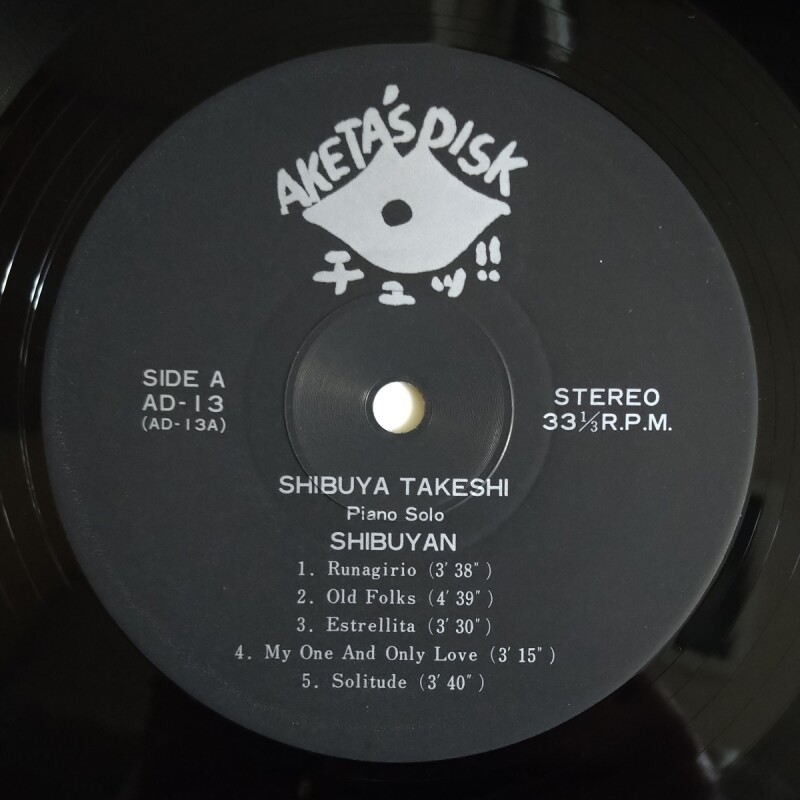 AKETA'S DISK
チュッ!!
SIDE A
AD-13
(AD-13A)
STEREO
33⅓R.P.M.
SHIBUYA TAKESHI
Piano Solo
SHIBUYAN
1. Runagirio (3′38″)
2. Old Folks (4′39″)
3. Estrellita (3′30″)
4. My One And Only Love (3′15″)
5. Solitude (3′40″)